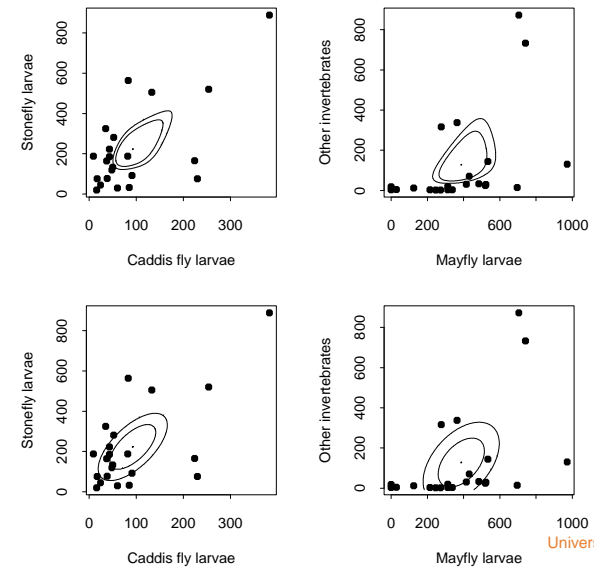 Stonefly larvae
0 200 400 600 800
0 100 200 300
Caddis fly larvae
Other invertebrates
0 200 400 600 800
0 200 600 1000
Mayfly larvae
Stonefly larvae
0 200 400 600 800
0 100 200 300
Caddis fly larvae
Other invertebrates
0 200 400 600 800
0 200 600 1000
Mayfly larvae
Univers